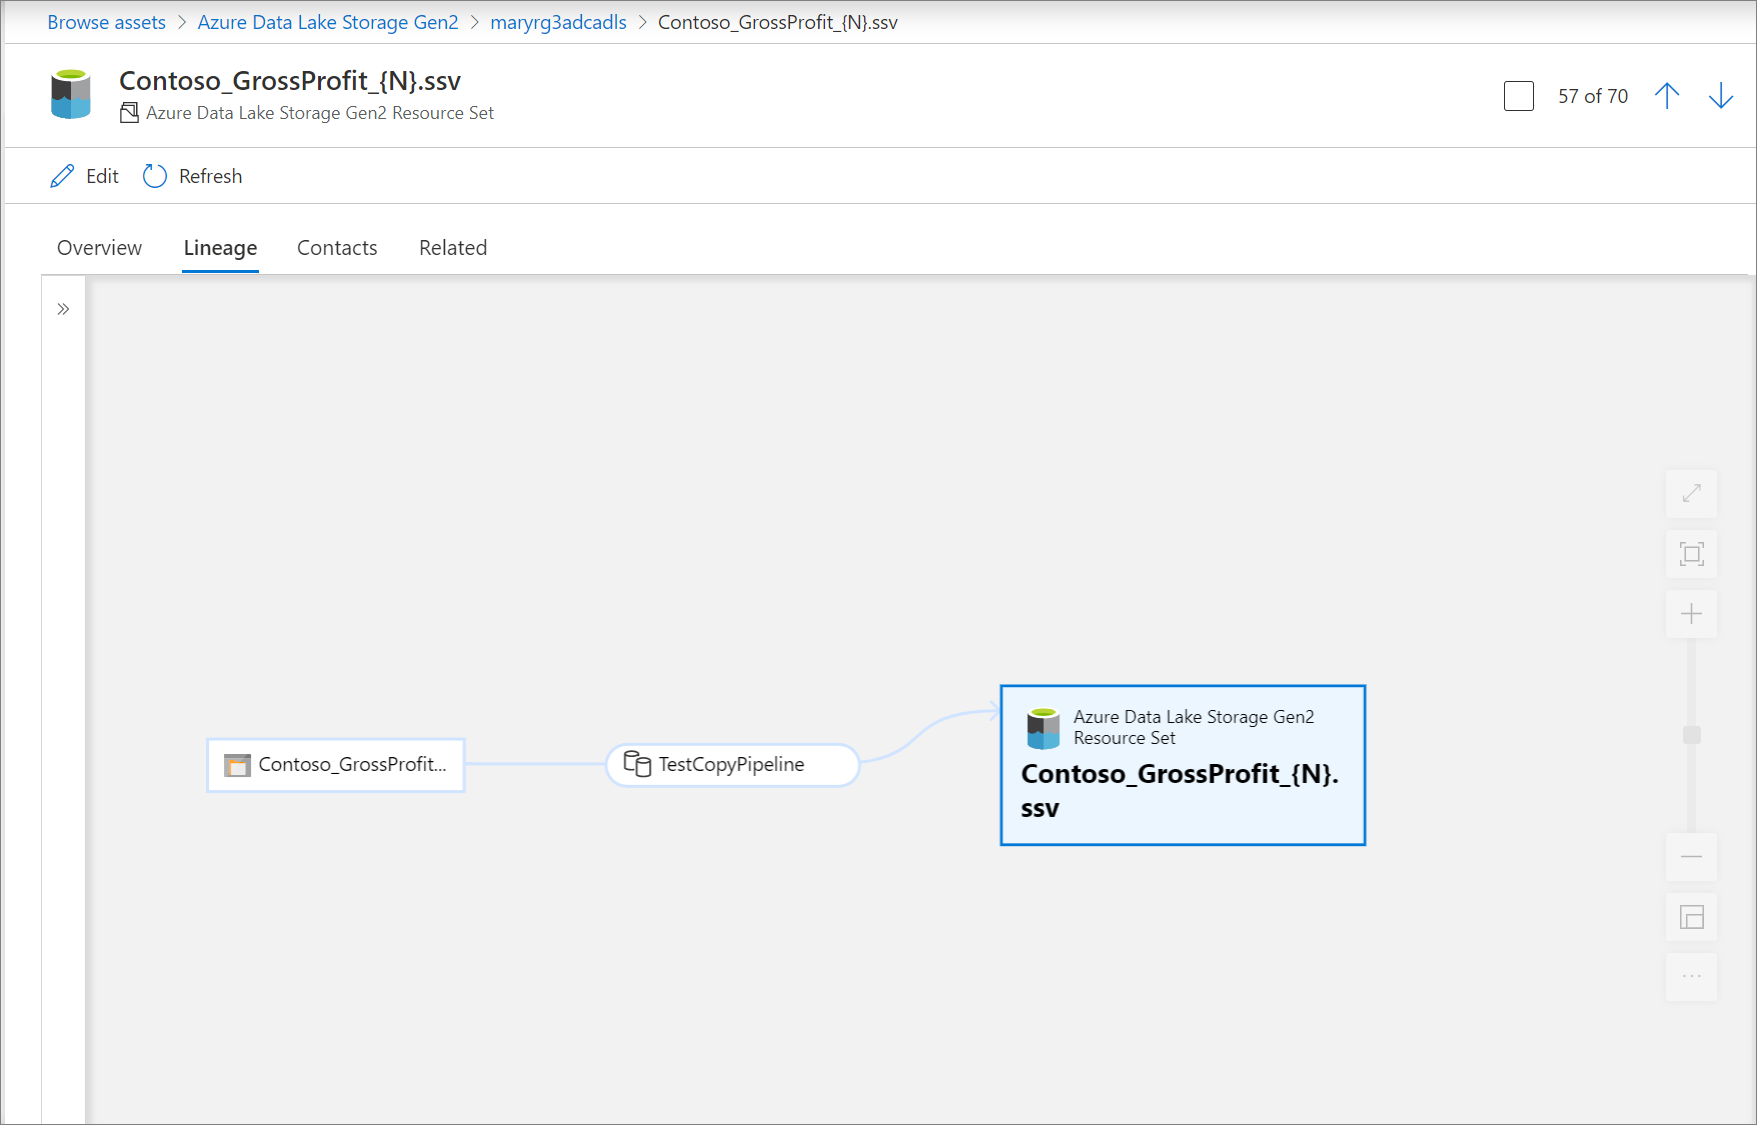 Browse assets > Azure Data Lake Storage Gen2 > maryrg3adcadls > Contoso_GrossProfit_{N}.ssv
Contoso_GrossProfit_{N}.ssv
Azure Data Lake Storage Gen2 Resource Set
57 of 70
Edit
Refresh
Overview
Lineage
Contacts
Related
Contoso_GrossProfit...
TestCopyPipeline
Azure Data Lake Storage Gen2
Resource Set
Contoso_GrossProfit_{N}.
ssv